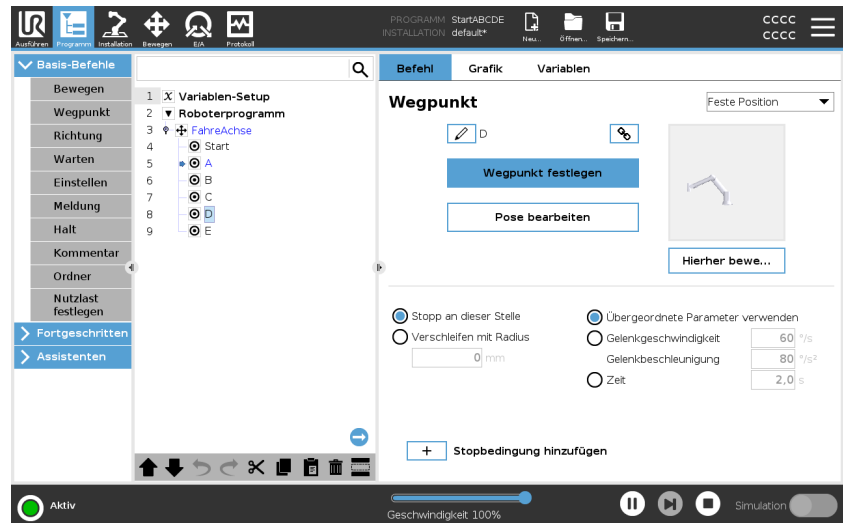 PROGRAMM StartABCDE
INSTALLATION default*
Neu...
Öffnen...
Speichern...
cccc
cccc
Ausführen
Programm
Installation
Bewegen
E/A
Protokoll
Basis-Befehle
Bewegen
Wegpunkt
Richtung
Warten
Einstellen
Meldung
Halt
Kommentar
Ordner
Nutzlast
festlegen
Fortgeschritten
Assistenten
1 X Variablen-Setup
2 Roboterprogramm
3 FahreAchse
4 Start
5 A
6 B
7 C
8 D
9 E
Befehl Grafik Variablen
Wegpunkt
Feste Position
D
Wegpunkt festlegen
Pose bearbeiten
Hierher bewe...
Stopp an dieser Stelle
Verschleifen mit Radius
0 mm
Übergeordnete Parameter verwenden
Gelenkgeschwindigkeit 60 °/s
Gelenkbeschleunigung 80 °/s²
Zeit 2,0 s
+ Stopbedingung hinzufügen
Aktiv
Geschwindigkeit 100%
Simulation